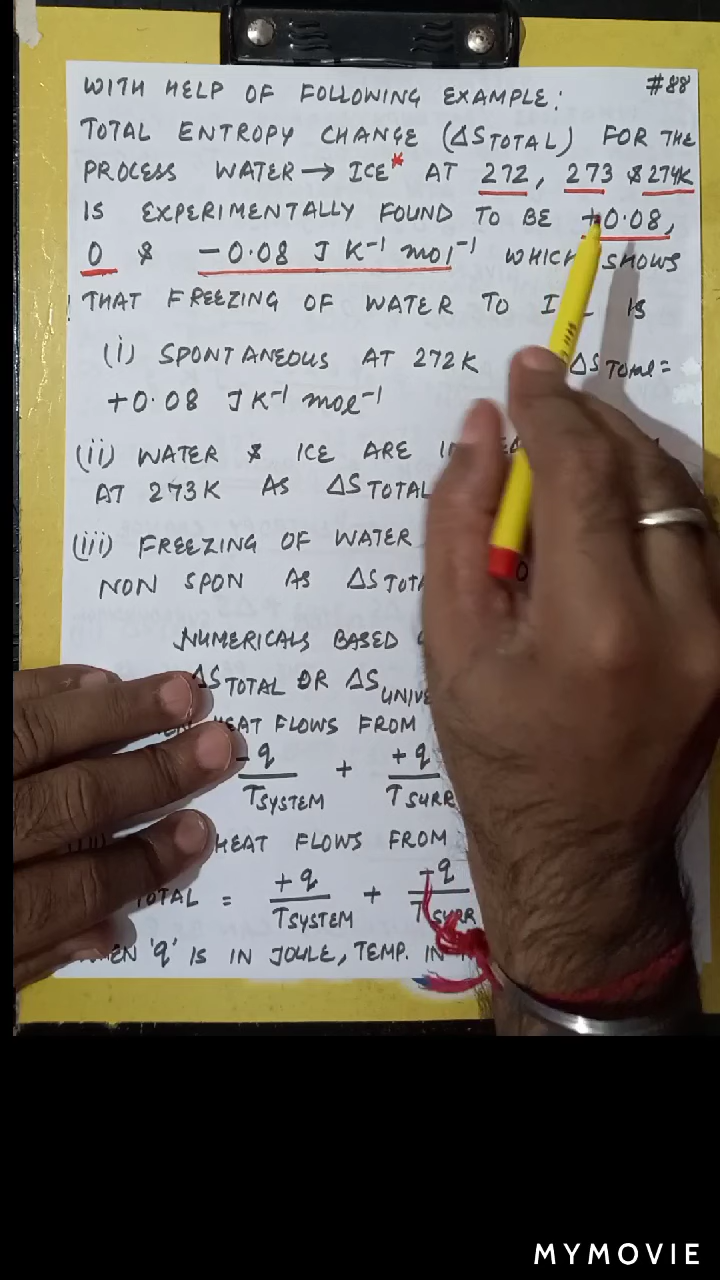 #88
WITH HELP OF FOLLOWING EXAMPLE:
TOTAL ENTROPY CHANGE (ΔSTOTAL) FOR THE
PROCESS WATER → ICE* AT 272, 273 & 274K
IS EXPERIMENTALLY FOUND TO BE +0.08,
0 & -0.08 J K⁻¹ mol⁻¹ WHICH SHOWS
THAT FREEZING OF WATER TO IS
(i) SPONTANEOUS AT 272K ΔSTOTAL =
+0.08 JK⁻¹ mol⁻¹
(ii) WATER & ICE ARE IN
AT 273K AS ΔSTOTAL
(iii) FREEZING OF WATER
NON SPON AS ΔSTOTA
NUMERICALS BASED
ΔSTOTAL OR ΔSUNIVE
HEAT FLOWS FROM
-q/TSYSTEM + +q/TSURR
HEAT FLOWS FROM
TOTAL = +q/TSYSTEM + -q/TSURR
'q' IS IN JOULE, TEMP. IN
MYMOVIE